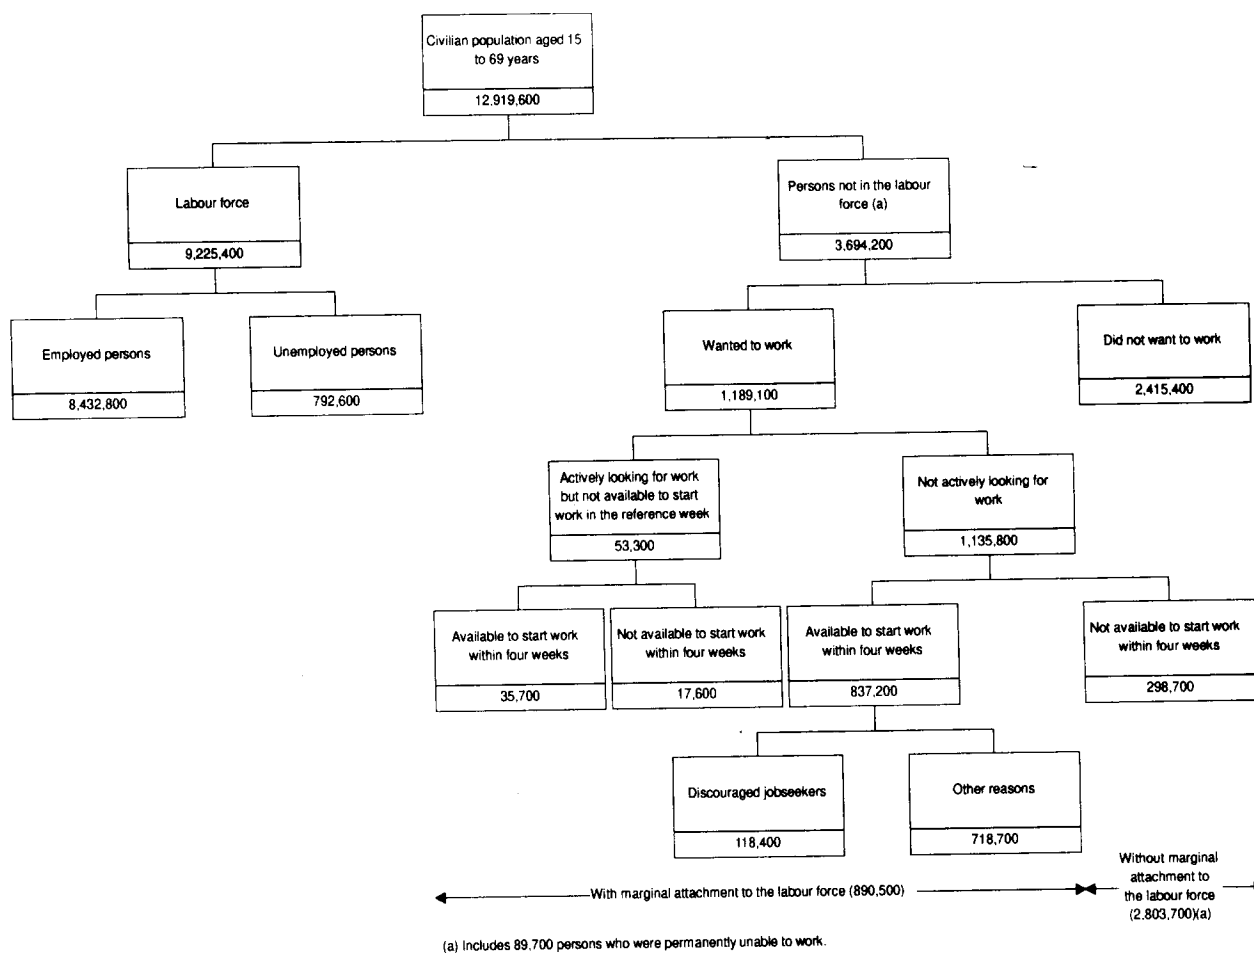 Civilian population aged 15
to 69 years
12,919,600
Labour force
9,225,400
Persons not in the labour
force (a)
3,694,200
Employed persons
8,432,800
Unemployed persons
792,600
Wanted to work
1,189,100
Did not want to work
2,415,400
Actively looking for work
but not available to start
work in the reference week
53,300
Not actively looking for
work
1,135,800
Available to start work
within four weeks
35,700
Not available to start work
within four weeks
17,600
Available to start work
within four weeks
837,200
Not available to start work
within four weeks
298,700
Discouraged jobseekers
118,400
Other reasons
718,700
With marginal attachment to the labour force (890,500)
Without marginal
attachment to
the labour force
(2,803,700)(a)
(a) Includes 89,700 persons who were permanently unable to work.